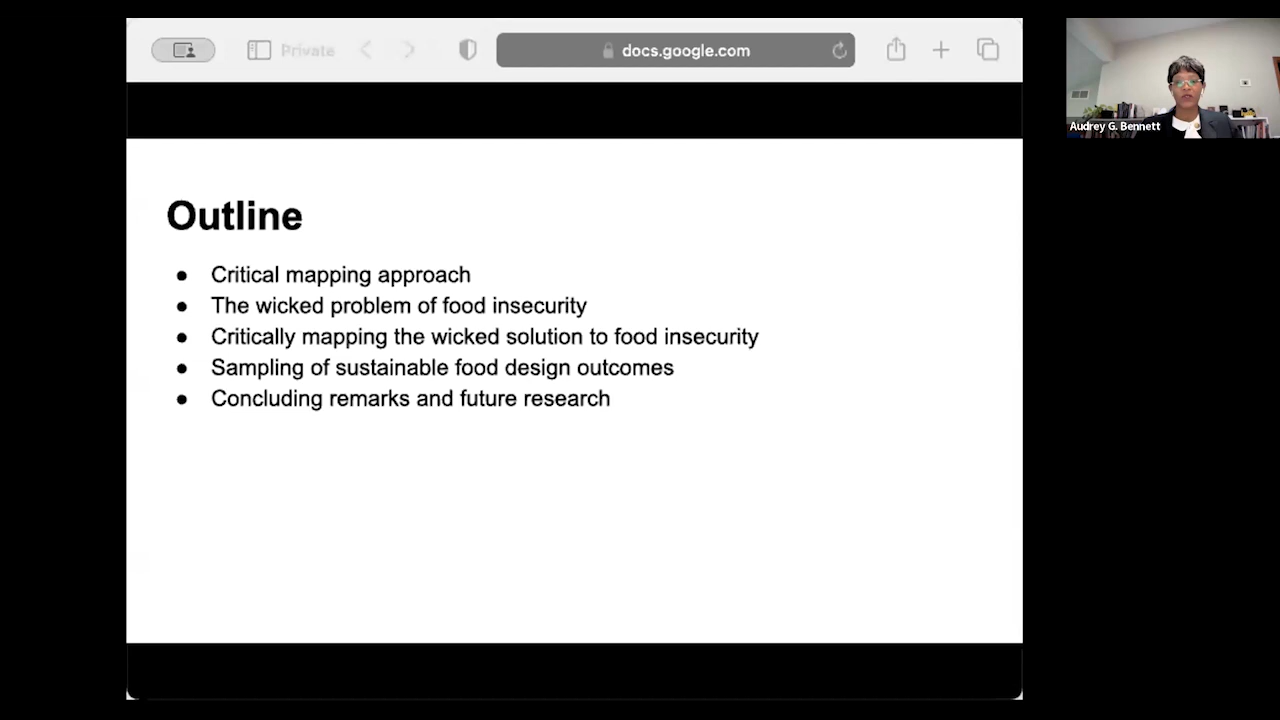 Private
docs.google.com
Audrey G. Bennett
Outline
● Critical mapping approach
● The wicked problem of food insecurity
● Critically mapping the wicked solution to food insecurity
● Sampling of sustainable food design outcomes
● Concluding remarks and future research